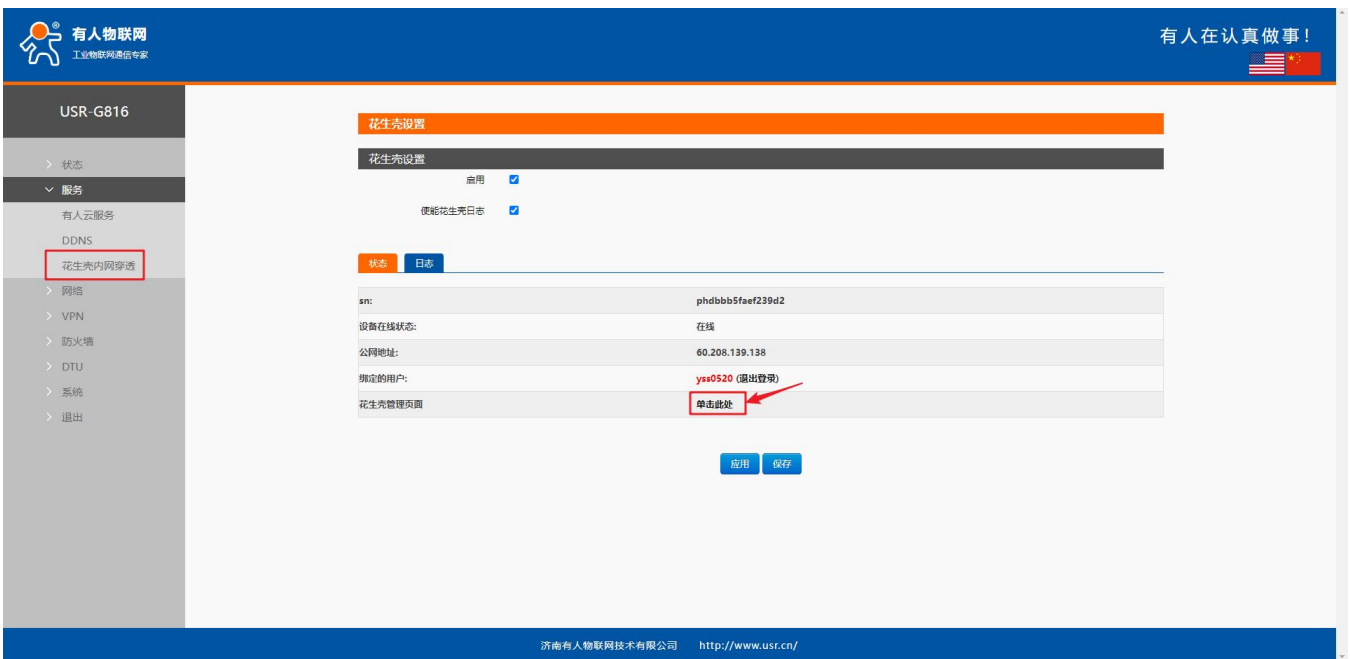 有人物联网
工业物联网通信专家
有人在认真做事!
USR-G816
状态
服务
有人云服务
DDNS
花生壳内网穿透
网络
VPN
防火墙
DTU
系统
退出
花生壳设置
花生壳设置
启用
使能花生壳日志
状态 日志
sn: phdbbb5faef239d2
设备在线状态: 在线
公网地址: 60.208.139.138
绑定的用户: yss0520 (退出登录)
花生壳管理页面 单击此处
应用 保存
济南有人物联网技术有限公司 http://www.usr.cn/